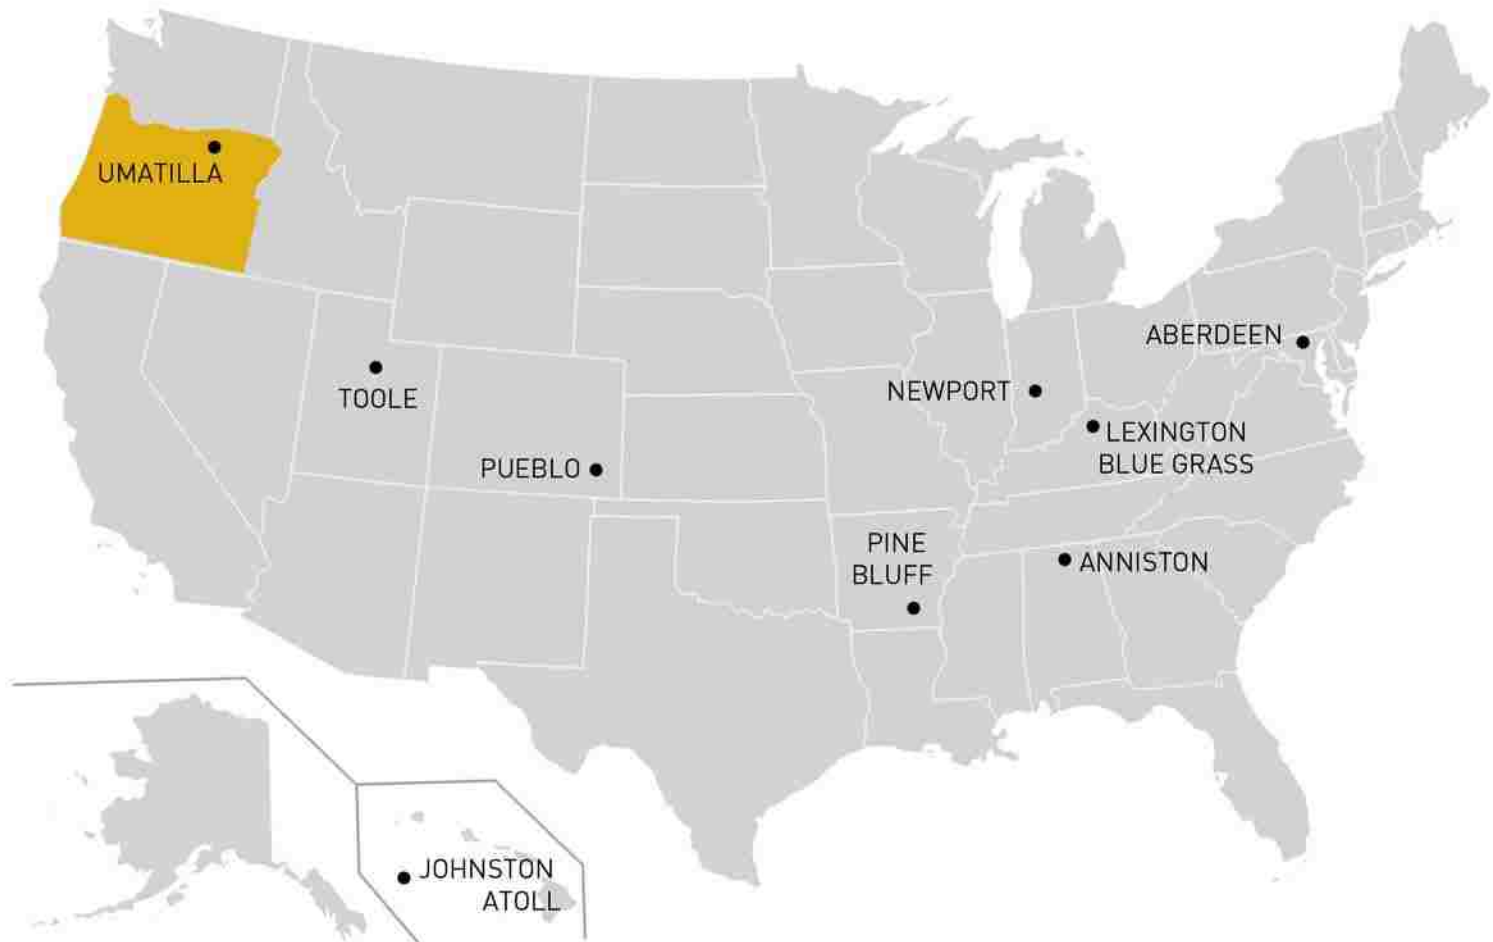 UMATILLA
ABERDEEN
TOOLE
NEWPORT
LEXINGTON
BLUE GRASS
PUEBLO
PINE
BLUFF
ANNISTON
JOHNSTON
ATOLL